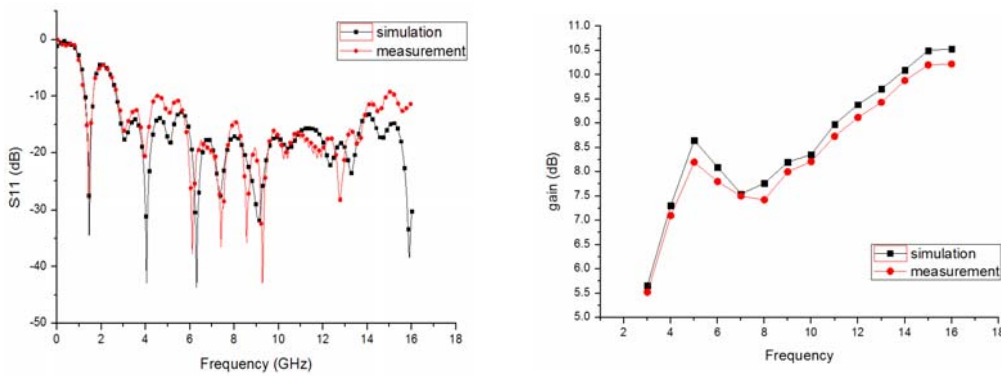 simulation
measurement
0
-10
-20
-30
-40
-50
S11 (dB)
0 2 4 6 8 10 12 14 16 18
Frequency (GHz)
11.0
10.5
10.0
9.5
9.0
8.5
8.0
7.5
7.0
6.5
6.0
5.5
5.0
gain (dB)
simulation
measurement
2 4 6 8 10 12 14 16 18
Frequency